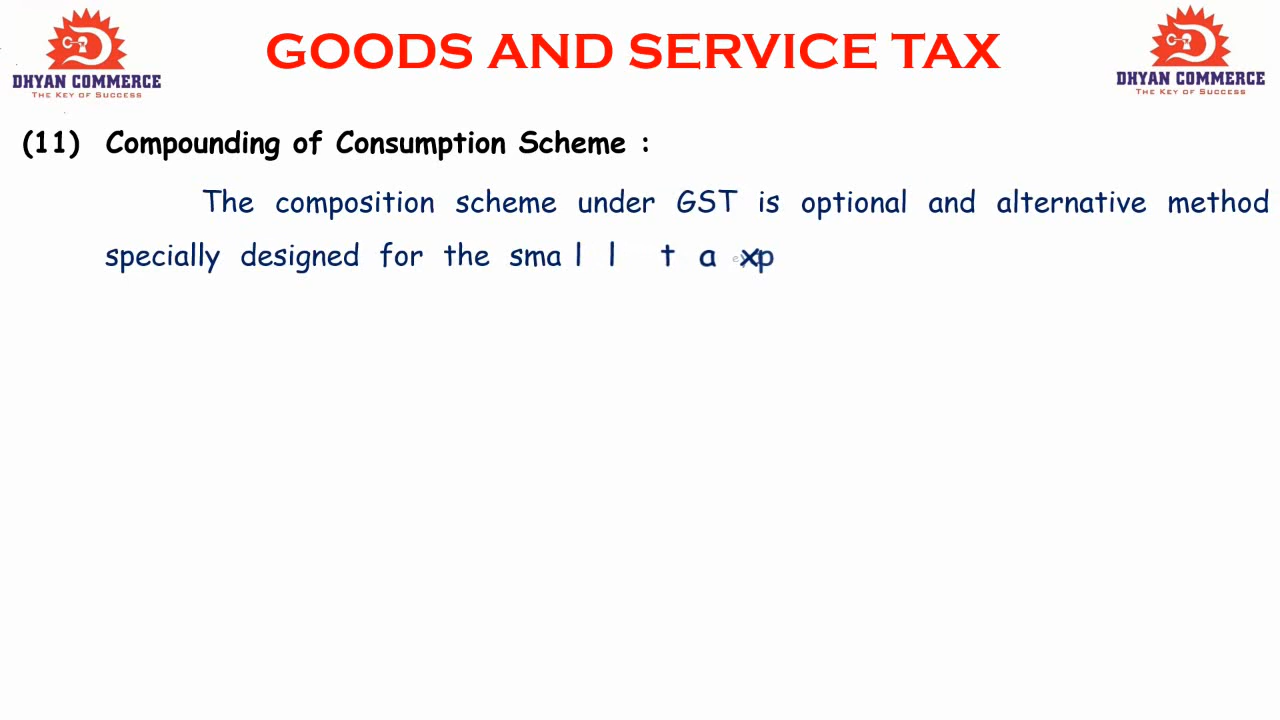 GOODS AND SERVICE TAX
DHYAN COMMERCE
The Key of Success
DHYAN COMMERCE
The Key of Success
(11) Compounding of Consumption Scheme :
The composition scheme under GST is optional and alternative method
specially designed for the small taxp